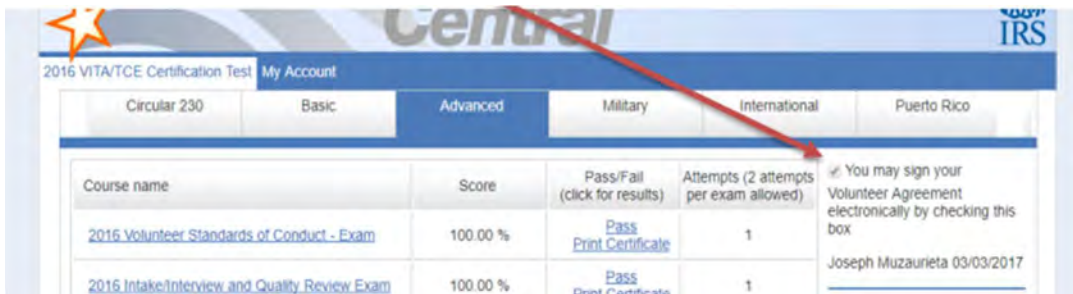 Central
IRS
2016 VITA/TCE Certification Test My Account
Circular 230 Basic Advanced Military International Puerto Rico
Course name Score Pass/Fail Attempts (2 attempts
(click for results) per exam allowed)
2016 Volunteer Standards of Conduct - Exam 100.00 % Pass 1
Print Certificate
2016 Intake/Interview and Quality Review Exam 100.00 % Pass 1
Print Certificate
You may sign your
Volunteer Agreement
electronically by checking this
box
Joseph Muzaurieta 03/03/2017